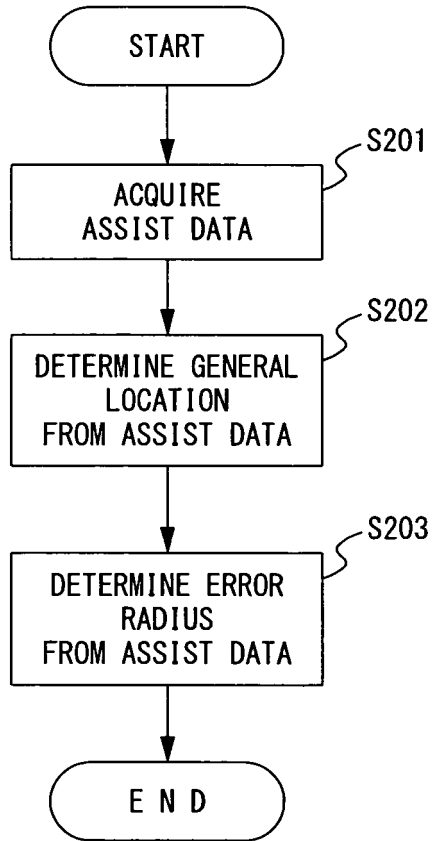 START
S201
ACQUIRE
ASSIST DATA
S202
DETERMINE GENERAL
LOCATION
FROM ASSIST DATA
S203
DETERMINE ERROR
RADIUS
FROM ASSIST DATA
E N D